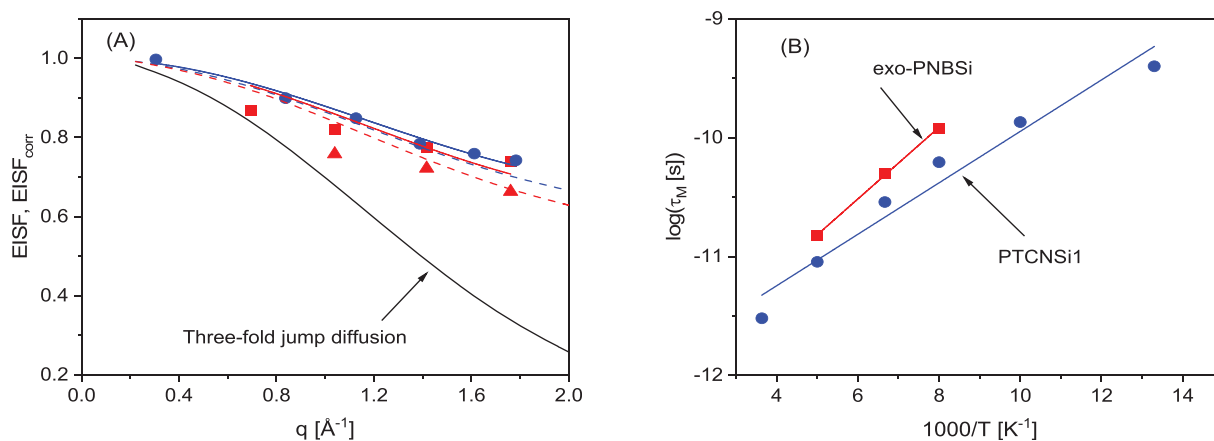 (A)
EISF, EISFcorr
1.0
0.8
0.6
0.4
0.2
Three-fold jump diffusion
0.0
0.4
0.8
1.2
1.6
2.0
q [Å-1]
(B)
log(τM [s])
-9
-10
-11
-12
exo-PNBSi
PTCNSi1
4
6
8
10
12
14
1000/T [K-1]